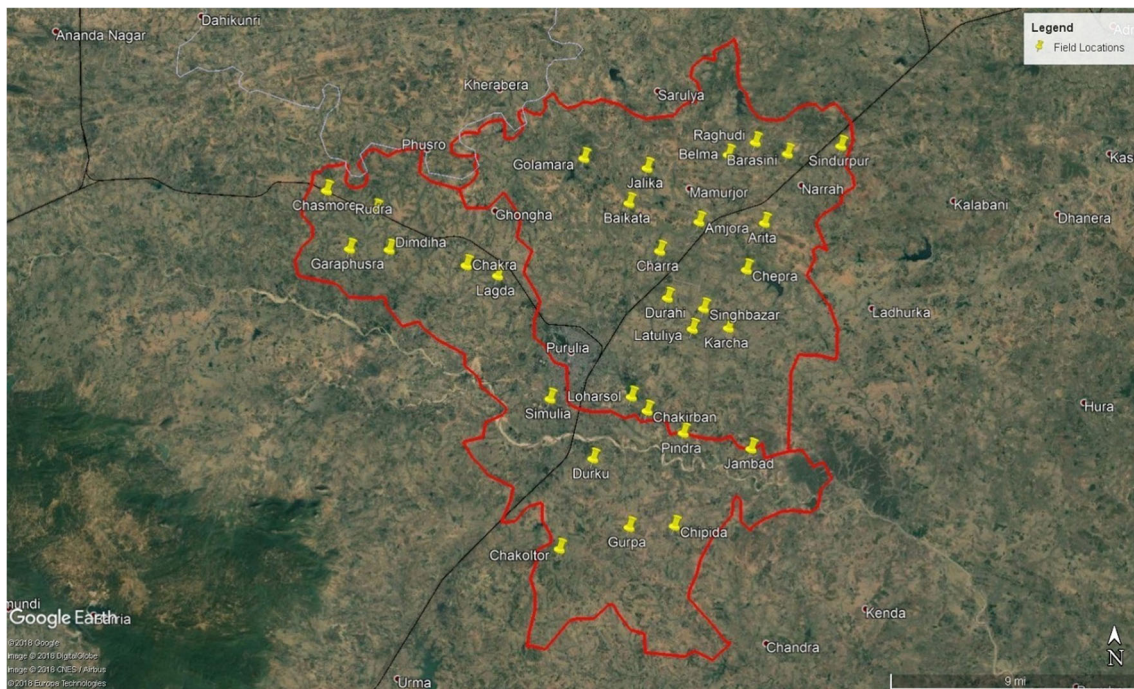 Dahikunri
Ananda Nagar
Legend
Field Locations
Kherabera
Sarulya
Raghudi
Phusro
Golamara
Belma
Barasini
Sindurpur
Jalika
Mamurjor
Narrah
Chasmore
Rudra
Ghongha
Baikata
Amjora
Arita
Kalabani
Dhanera
Garaphusra
Dimdiha
Chakra
Charra
Chepra
Lagda
Durahi
Singhbazar
Ladhurka
Latuliya
Karcha
Purulia
Loharsol
Simulia
Chakirban
Hura
Pindra
Jambad
Durku
Chipida
Gurpa
Chakoltor
Google Earth
Kenda
©2018 Google
Image © 2018 DigitalGlobe
Image © 2018 CNES / Airbus
©2018 Europa Technologies
Chandra
N
Urma
9 mi